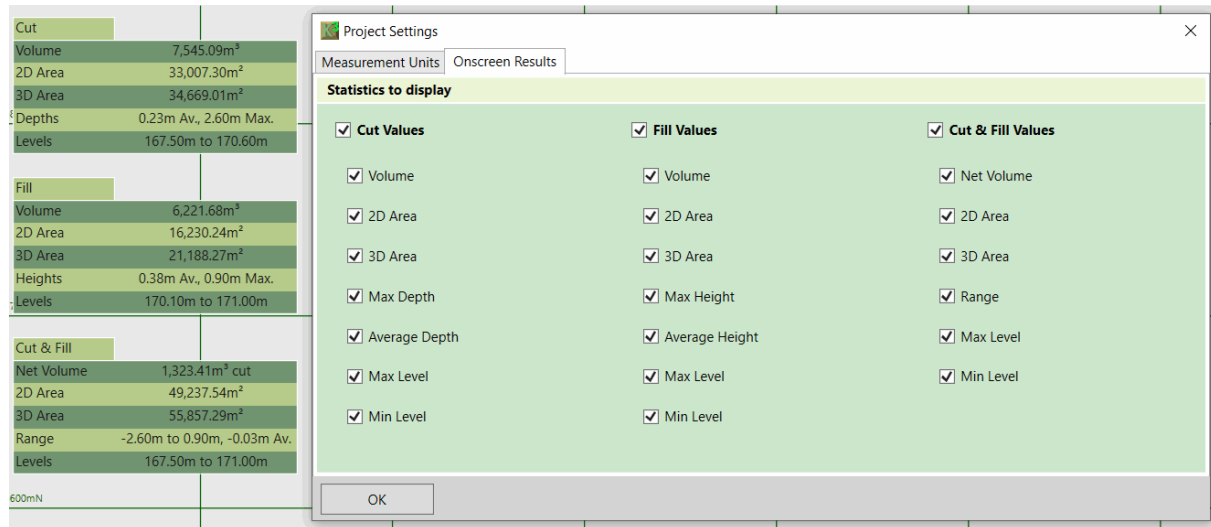 Cut
Volume 7,545.09m³
2D Area 33,007.30m²
3D Area 34,669.01m²
Depths 0.23m Av., 2.60m Max.
Levels 167.50m to 170.60m
Fill
Volume 6,221.68m³
2D Area 16,230.24m²
3D Area 21,188.27m²
Heights 0.38m Av., 0.90m Max.
Levels 170.10m to 171.00m
Cut & Fill
Net Volume 1,323.41m³ cut
2D Area 49,237.54m²
3D Area 55,857.29m²
Range -2.60m to 0.90m, -0.03m Av.
Levels 167.50m to 171.00m
600mN
Project Settings
Measurement Units Onscreen Results
Statistics to display
Cut Values Fill Values Cut & Fill Values
Volume Volume Net Volume
2D Area 2D Area 2D Area
3D Area 3D Area 3D Area
Max Depth Max Height Range
Average Depth Average Height Max Level
Max Level Max Level Min Level
Min Level Min Level
OK